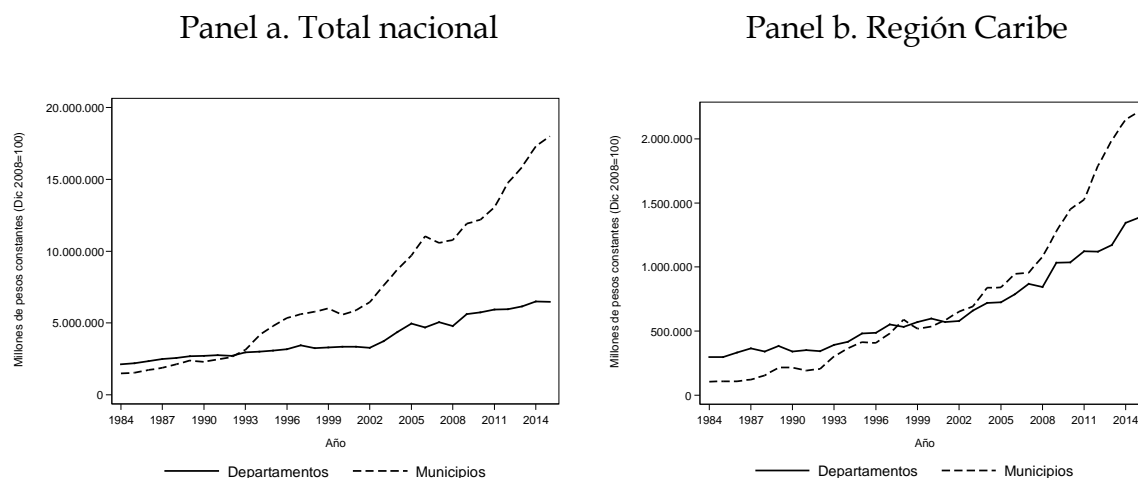 Panel a. Total nacional
Panel b. Región Caribe
Millones de pesos constantes (Dic 2008=100)
20.000.000
15.000.000
10.000.000
5.000.000
0
1984 1987 1990 1993 1996 1999 2002 2005 2008 2011 2014
Año
Departamentos Municipios
Millones de pesos constantes (Dic 2008=100)
2.000.000
1.500.000
1.000.000
500.000
0
1984 1987 1990 1993 1996 1999 2002 2005 2008 2011 2014
Año
Departamentos Municipios